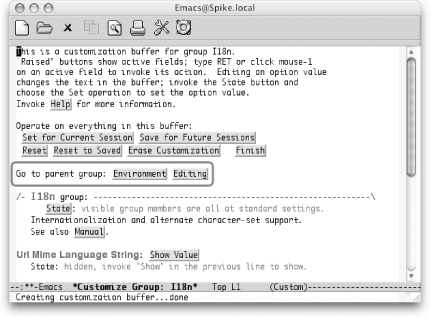 Emacs@Spike.local
This is a customization buffer for group I18n.
`Raised' buttons show active fields; type RET or click mouse-1
on an active field to invoke its action.  Editing an option value
changes the text in the buffer; invoke the State button and
choose the Set operation to set the option value.
Invoke Help for more information.
Operate on everything in this buffer:
Set for Current Session  Save for Future Sessions
Reset  Reset to Saved  Erase Customization  Finish
Go to parent group:  Environment  Editing
/- I18n group: ------------------------------------------------------\
State: visible group members are all at standard settings.
Internationalization and alternate character-set support.
See also Manual.
Url Mime Language String: Show Value
State: hidden, invoke "Show" in the previous line to show.
--:**-Emacs  *Customize Group: I18n*  Top L1  (Custom)------------------------
Creating customization buffer...done